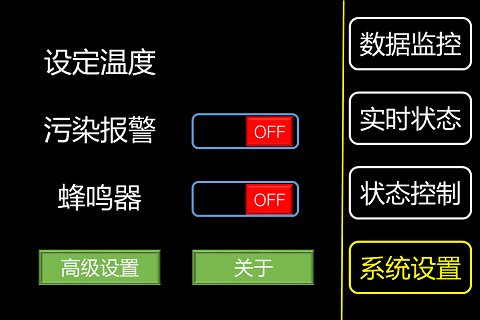 设定温度
污染报警 OFF
蜂鸣器 OFF
高级设置 关于
数据监控
实时状态
状态控制
系统设置